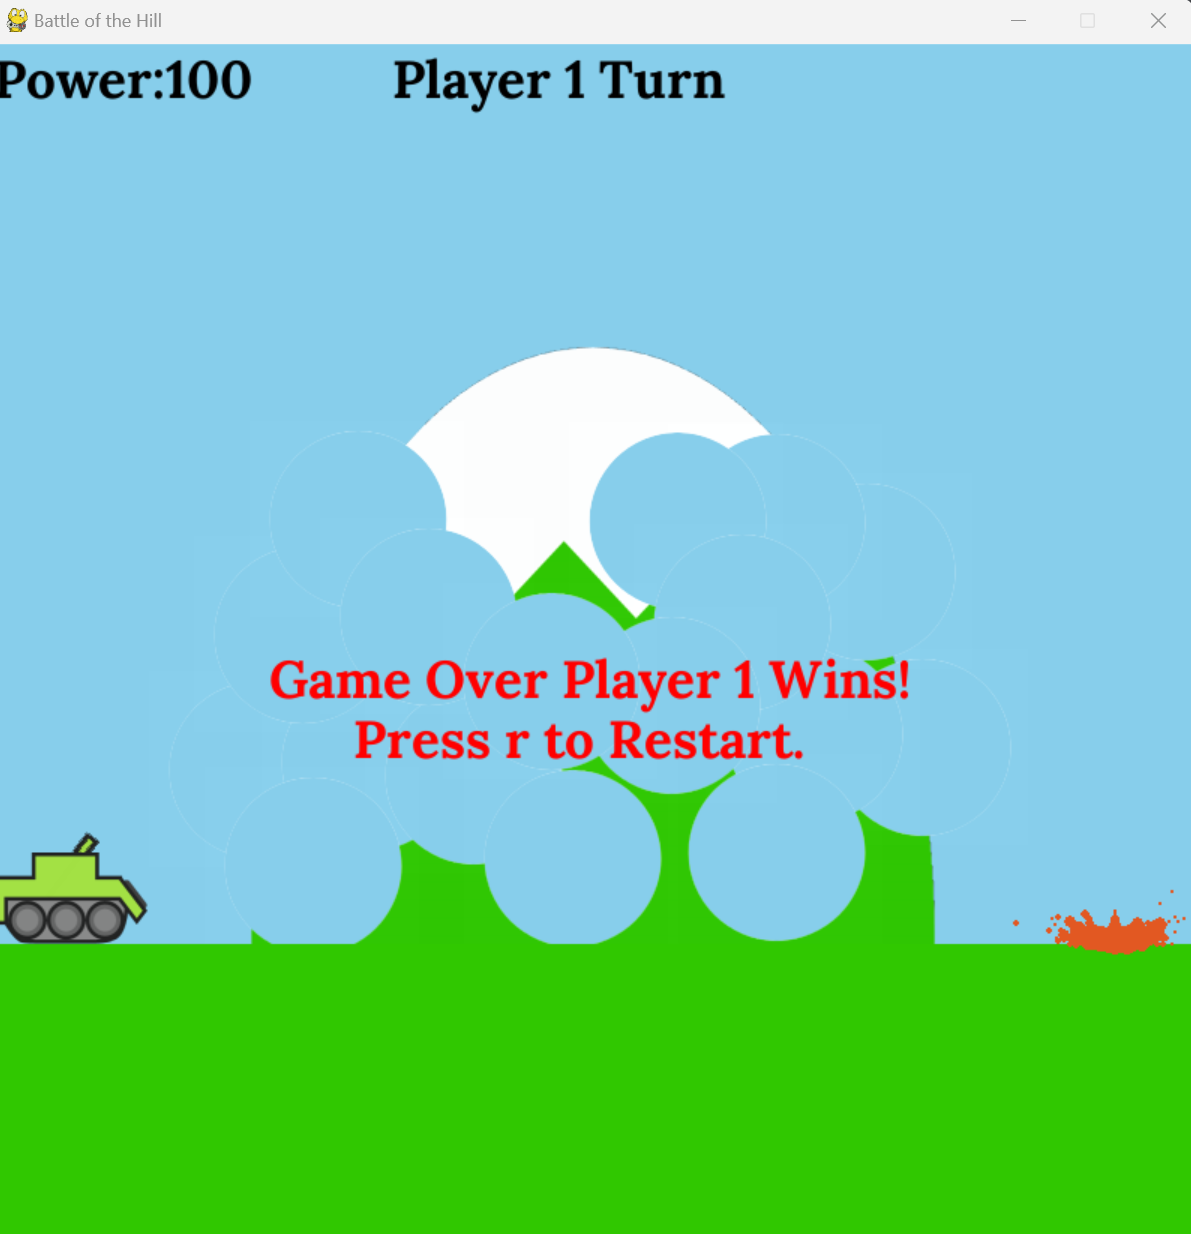 Battle of the Hill
Power:100
Player 1 Turn
Game Over Player 1 Wins!
Press r to Restart.